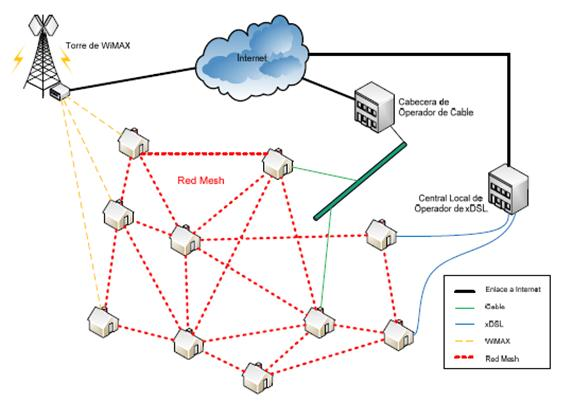 Torre de WiMAX
Internet
Cabecera de
Operador de Cable
Red Mesh
Central Local de
Operador de xDSL.
Enlace a Internet
Cable
xDSL
WiMAX
Red Mesh